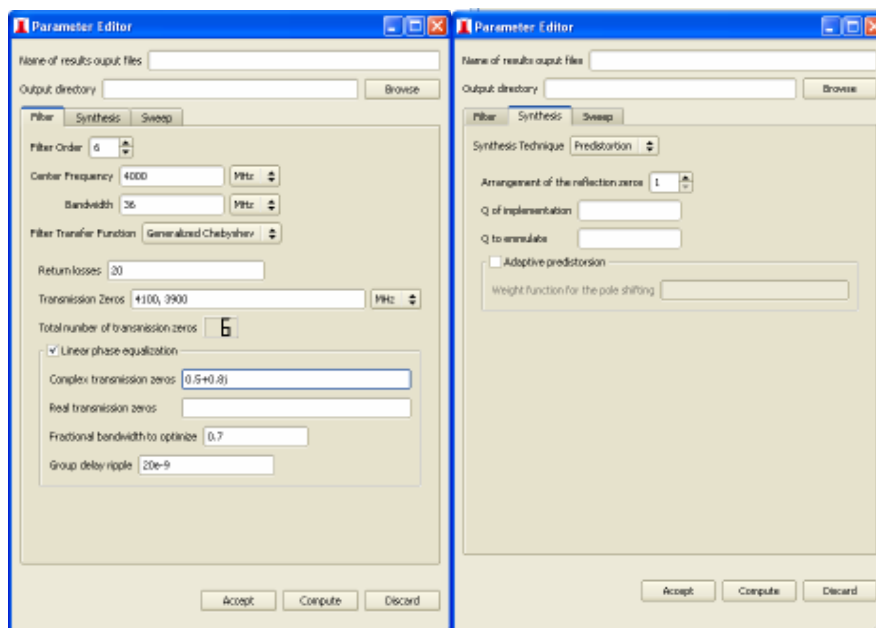 Parameter Editor
Name of results ouput files
Output directory
Browse
Filter Synthesis Sweep
Filter Order 6
Center Frequency 4000 MHz
Bandwidth 36 MHz
Filter Transfer Function Generalized Chebyshev
Return losses 20
Transmission Zeros 4100, 3900 MHz
Total number of transmission zeros 6
Linear phase equalization
Complex transmission zeros 0.5+0.8j
Real transmission zeros
Fractional bandwidth to optimize 0.7
Group delay ripple 20e-9
Accept Compute Discard
Parameter Editor
Name of results ouput files
Output directory
Browse
Filter Synthesis Sweep
Synthesis Technique Predistortion
Arrangement of the reflection zeros 1
Q of implementation
Q to emmulate
Adaptive predistorsion
Weight function for the pole shifting
Accept Compute Discard